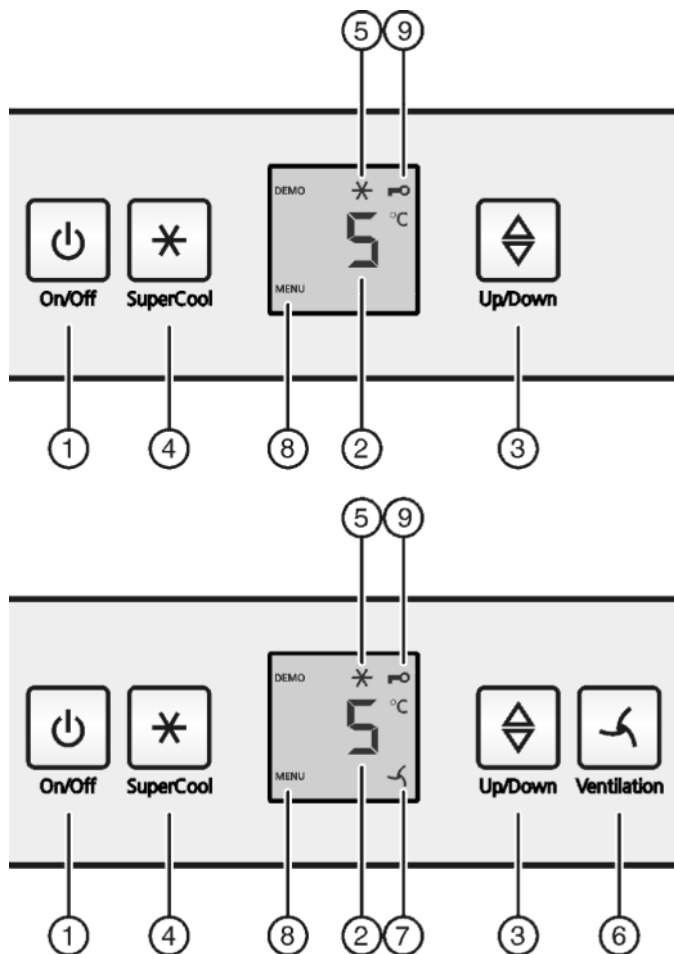 5 9
DEMO
5 °C
MENU
On/Off SuperCool Up/Down
1 4 8 2 3
5 9
DEMO
5 °C
MENU
On/Off SuperCool Up/Down Ventilation
1 4 8 2 7 3 6